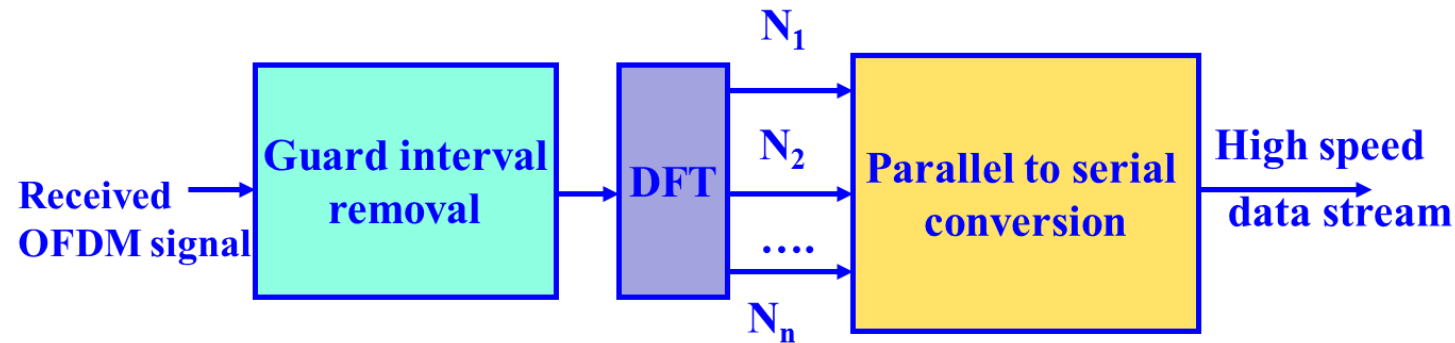 Received
OFDM signal
Guard interval
removal
DFT
N₁
N₂
....
Nₙ
Parallel to serial
conversion
High speed
data stream